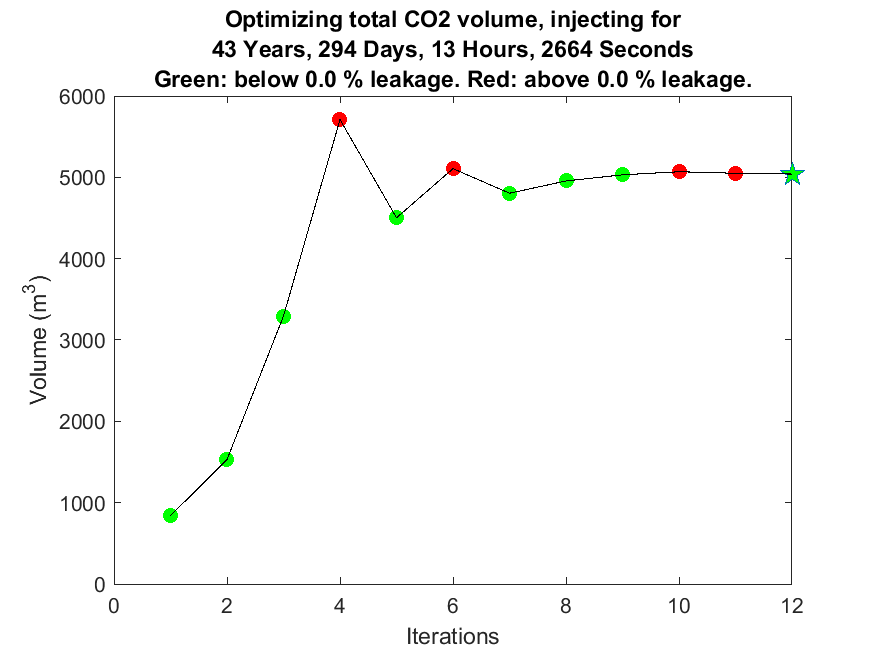 Optimizing total CO2 volume, injecting for
43 Years, 294 Days, 13 Hours, 2664 Seconds
Green: below 0.0 % leakage. Red: above 0.0 % leakage.
6000
5000
4000
3000
2000
1000
0
Volume (m³)
0 2 4 6 8 10 12
Iterations